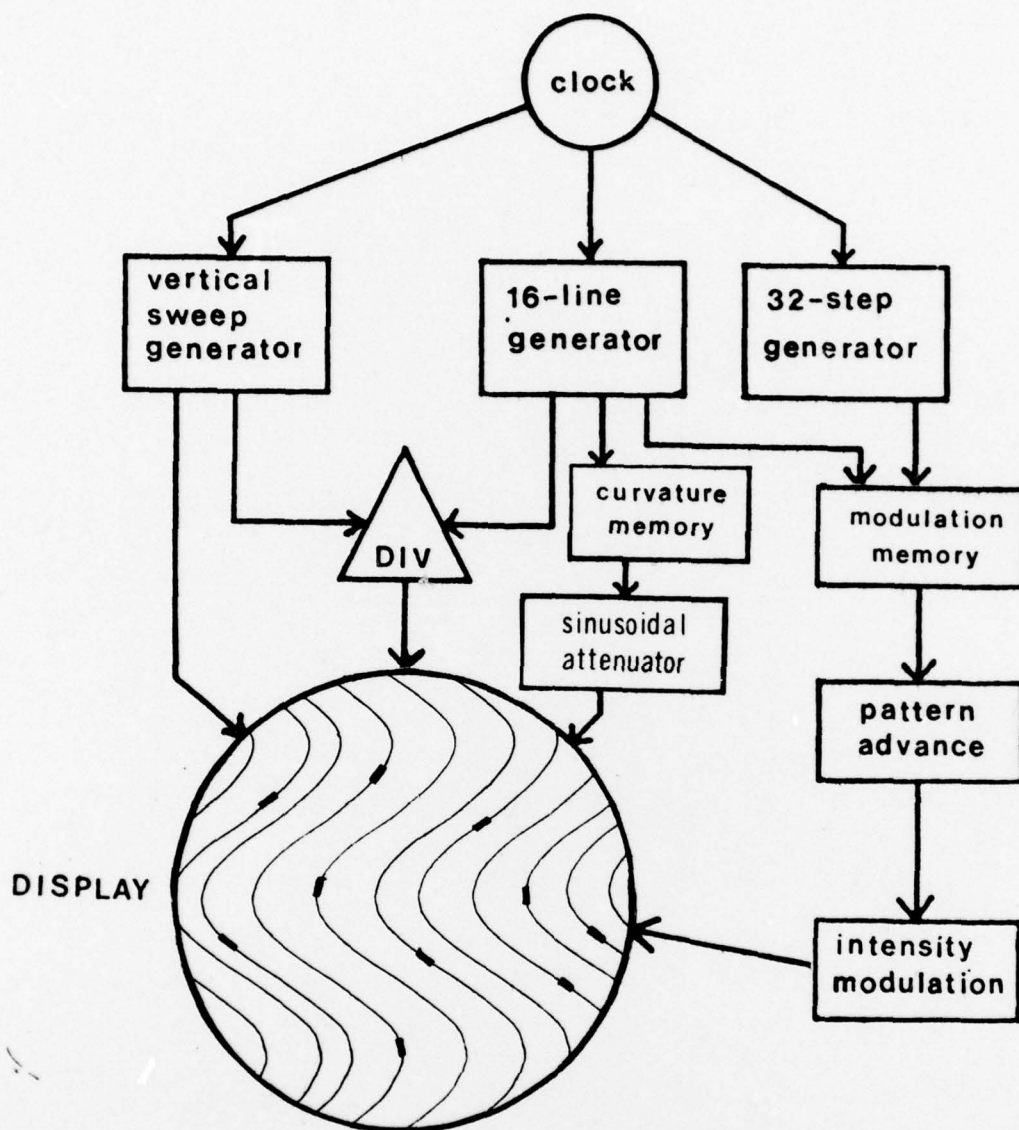 clock
vertical
sweep
generator
16-line
generator
32-step
generator
DIV
curvature
memory
modulation
memory
sinusoidal
attenuator
pattern
advance
DISPLAY
intensity
modulation